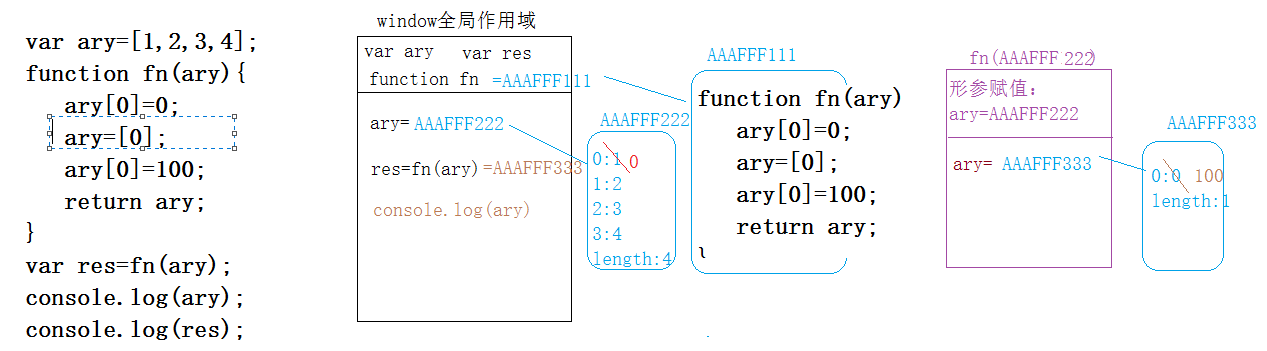 var ary=[1,2,3,4];
function fn(ary){
ary[0]=0;
ary=[0];
ary[0]=100;
return ary;
}
var res=fn(ary);
console.log(ary);
console.log(res);
window全局作用域
var ary var res
function fn =AAAFFF111
ary= AAAFFF222
res=fn(ary)=AAAFFF333
console.log(ary)
AAAFFF222
0:1 0
1:2
2:3
3:4
length:4
AAAFFF111
function fn(ary)
ary[0]=0;
ary=[0];
ary[0]=100;
return ary;
}
fn(AAAFFF222)
形参赋值:
ary=AAAFFF222
ary= AAAFFF333
AAAFFF333
0:0 100
length:1